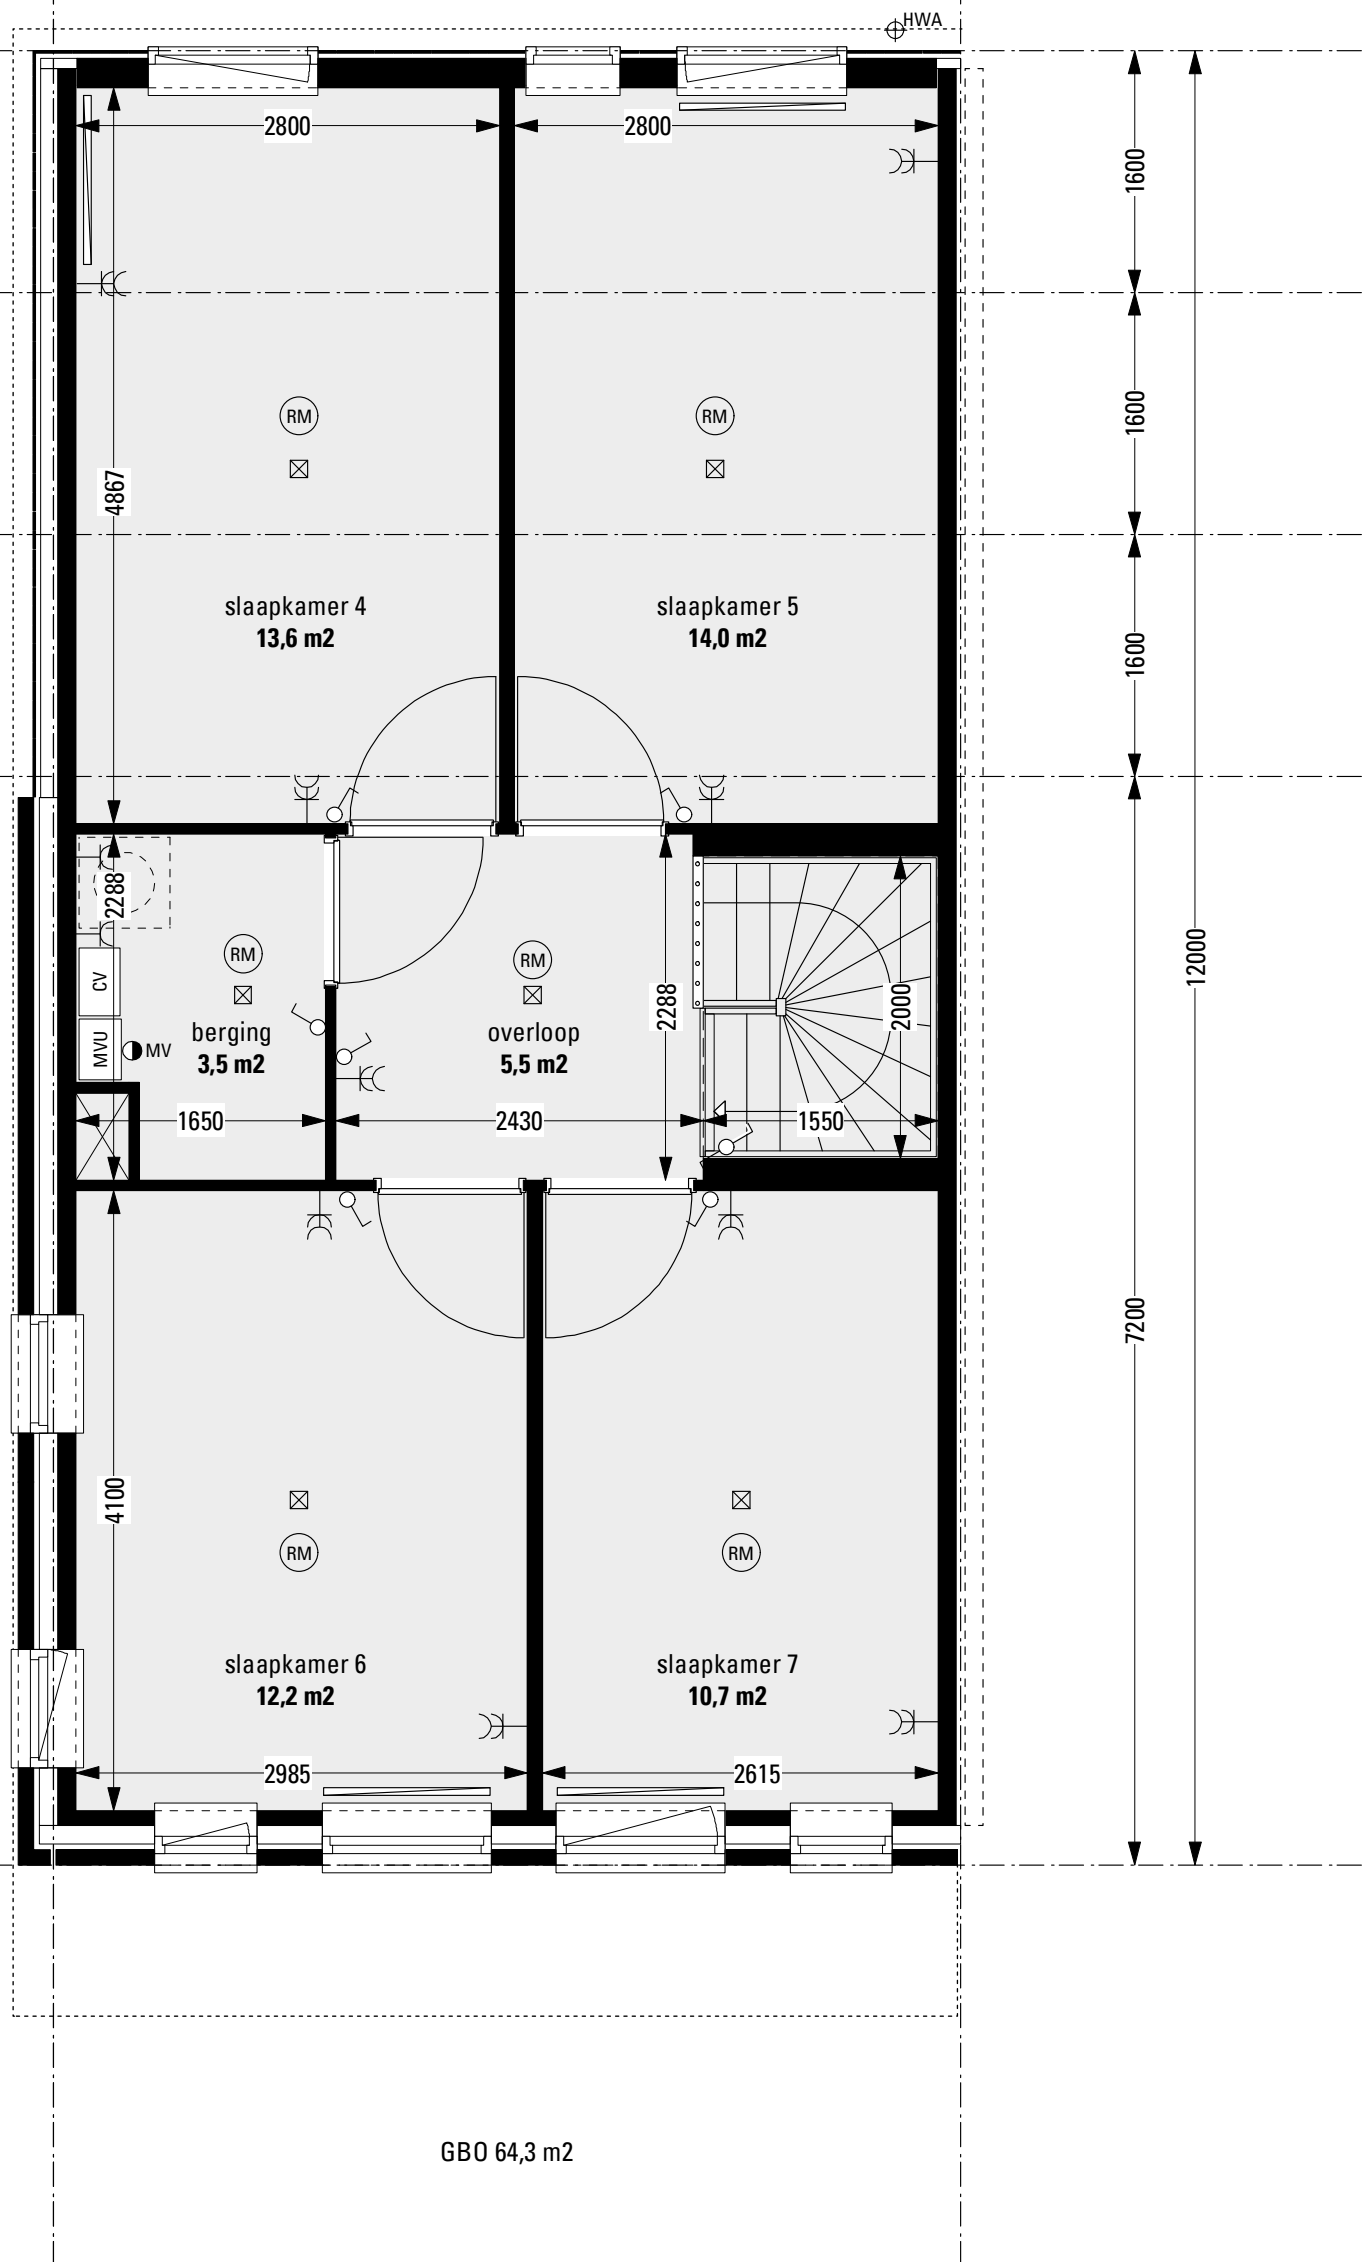 HWA
2800
2800
1600
1600
1600
7200
12000
RM
RM
4867
slaapkamer 4
13,6 m2
slaapkamer 5
14,0 m2
2288
CV
MVU
MV
RM
berging
3,5 m2
RM
overloop
5,5 m2
2288
2000
1650
2430
1550
4100
RM
RM
slaapkamer 6
12,2 m2
slaapkamer 7
10,7 m2
2985
2615
GBO 64,3 m2